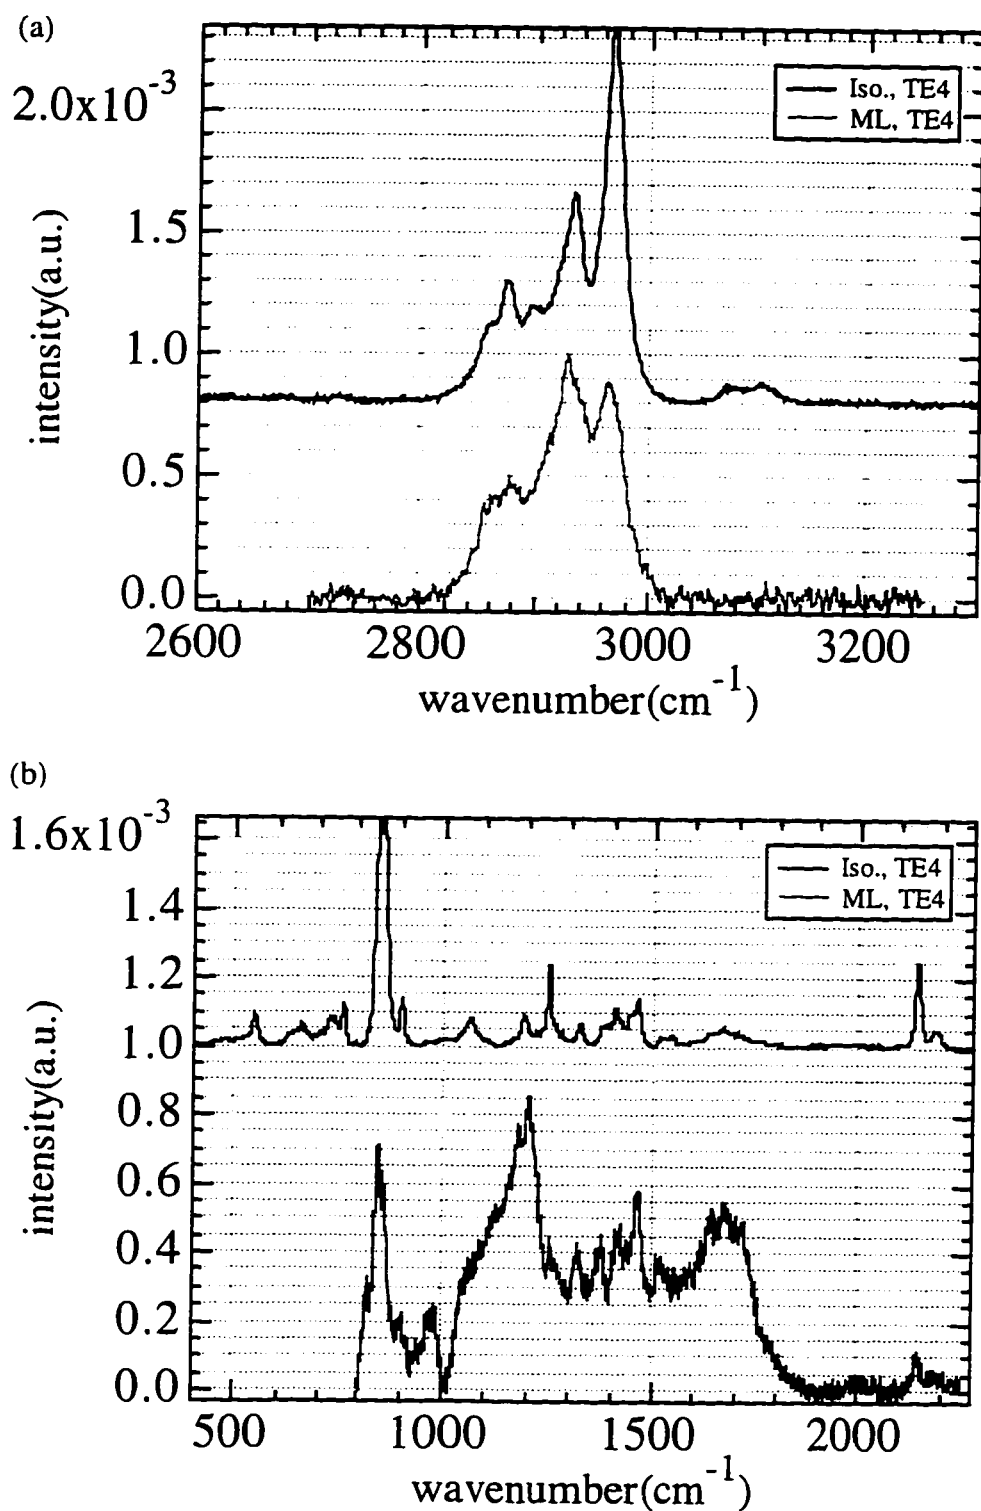 (a)
2.0x10-3
1.5
1.0
0.5
0.0
intensity(a.u.)
Iso., TE4
ML, TE4
2600 2800 3000 3200
wavenumber(cm-1)
(b)
1.6x10-3
1.4
1.2
1.0
0.8
0.6
0.4
0.2
0.0
intensity(a.u.)
Iso., TE4
ML, TE4
500 1000 1500 2000
wavenumber(cm-1)